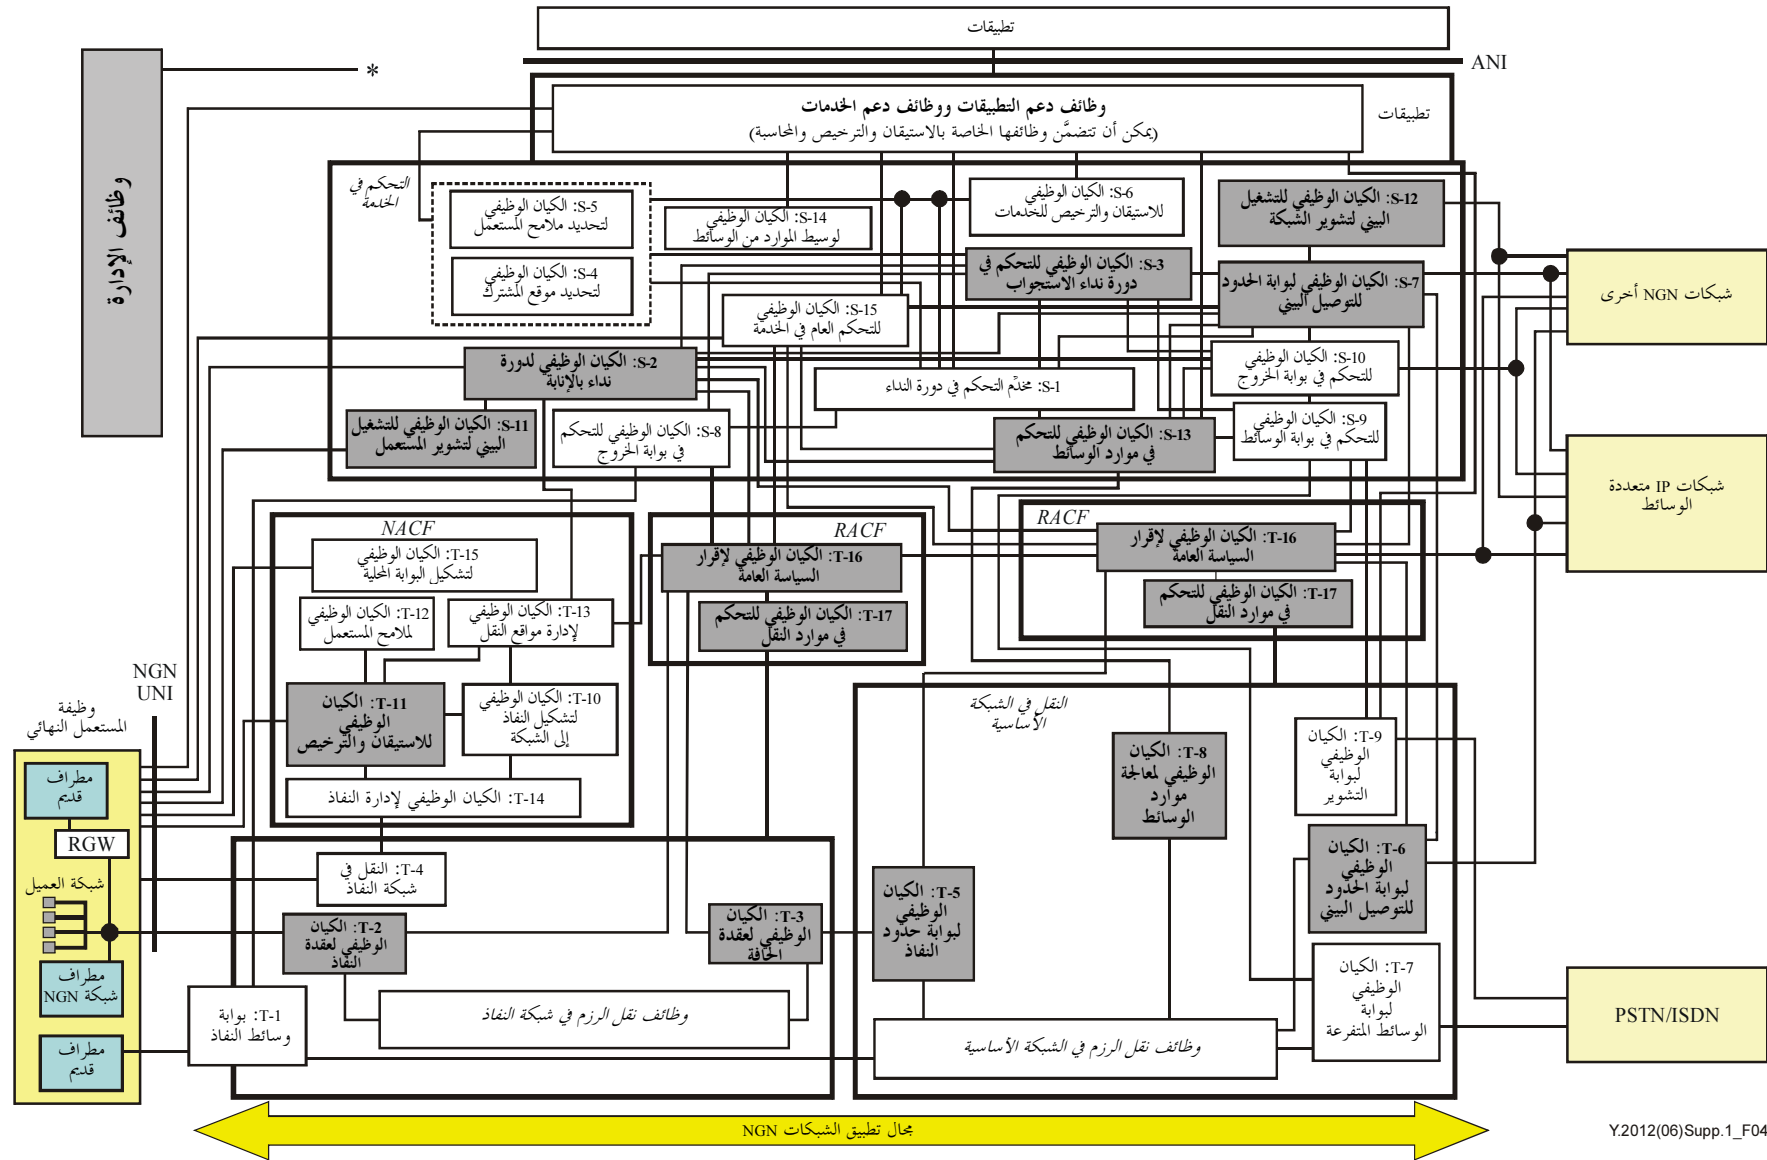 تطبيقات
ANI
*
وظائف الإدارة
وظائف دعم التطبيقات ووظائف دعم الخدمات
(يمكن أن تتضمَّن وظائفها الخاصة بالاستيقان والترخيص والمحاسبة)
تطبيقات
التحكم في
الخدمة
S-5: الكيان الوظيفي
لتحديد ملامح المستعمل
S-4: الكيان الوظيفي
لتحديد موقع المشترك
S-14: الكيان الوظيفي
لوسيط الموارد من الوسائط
S-6: الكيان الوظيفي
للاستيقان والترخيص للخدمات
S-12: الكيان الوظيفي للتشغيل
البيني لتشوير الشبكة
S-3: الكيان الوظيفي للتحكم في
دورة نداء الاستجواب
S-7: الكيان الوظيفي لبوابة الحدود
للتوصيل البيني
S-15: الكيان الوظيفي
للتحكم العام في الخدمة
S-2: الكيان الوظيفي لدورة
نداء بالإنابة
S-10: الكيان الوظيفي
للتحكم في بوابة الخروج
S-1: مخدِّم التحكم في دورة النداء
S-11: الكيان الوظيفي للتشغيل
البيني لتشوير المستعمل
S-8: الكيان الوظيفي للتحكم
في بوابة الخروج
S-13: الكيان الوظيفي للتحكم
في موارد الوسائط
S-9: الكيان الوظيفي
للتحكم في بوابة الوسائط
شبكات NGN أخرى
شبكات IP متعددة
الوسائط
PSTN/ISDN
NACF
T-15: الكيان الوظيفي
لتشكيل البوابة المحلية
T-12: الكيان الوظيفي
لملامح المستعمل
T-13: الكيان الوظيفي
لإدارة مواقع النقل
T-11: الكيان
الوظيفي
للاستيقان والترخيص
T-10: الكيان الوظيفي
لتشكيل النفاذ
إلى الشبكة
T-14: الكيان الوظيفي لإدارة النفاذ
RACF
T-16: الكيان الوظيفي لإقرار
السياسة العامة
T-17: الكيان الوظيفي للتحكم
في موارد النقل
RACF
T-16: الكيان الوظيفي لإقرار
السياسة العامة
T-17: الكيان الوظيفي للتحكم
في موارد النقل
NGN
UNI
وظيفة
المستعمل النهائي
مطراف
قديم
RGW
شبكة العميل
مطراف
شبكة NGN
مطراف
قديم
T-4: النقل في
شبكة النفاذ
T-2: الكيان
الوظيفي لعقدة
النفاذ
T-3: الكيان
الوظيفي لعقدة
الحافة
T-1: بوابة
وسائط النفاذ
وظائف نقل الرزم في شبكة النفاذ
النقل في الشبكة
الأساسية
T-5: الكيان
الوظيفي
لبوابة حدود
النفاذ
T-8: الكيان
الوظيفي لمعالجة
موارد
الوسائط
T-9: الكيان
الوظيفي
لبوابة
التشوير
T-6: الكيان
الوظيفي
لبوابة الحدود
للتوصيل البيني
T-7: الكيان
الوظيفي
لبوابة
الوسائط المتفرعة
وظائف نقل الرزم في الشبكة الأساسية
مجال تطبيق الشبكات NGN
Y.2012(06)Supp.1_F04